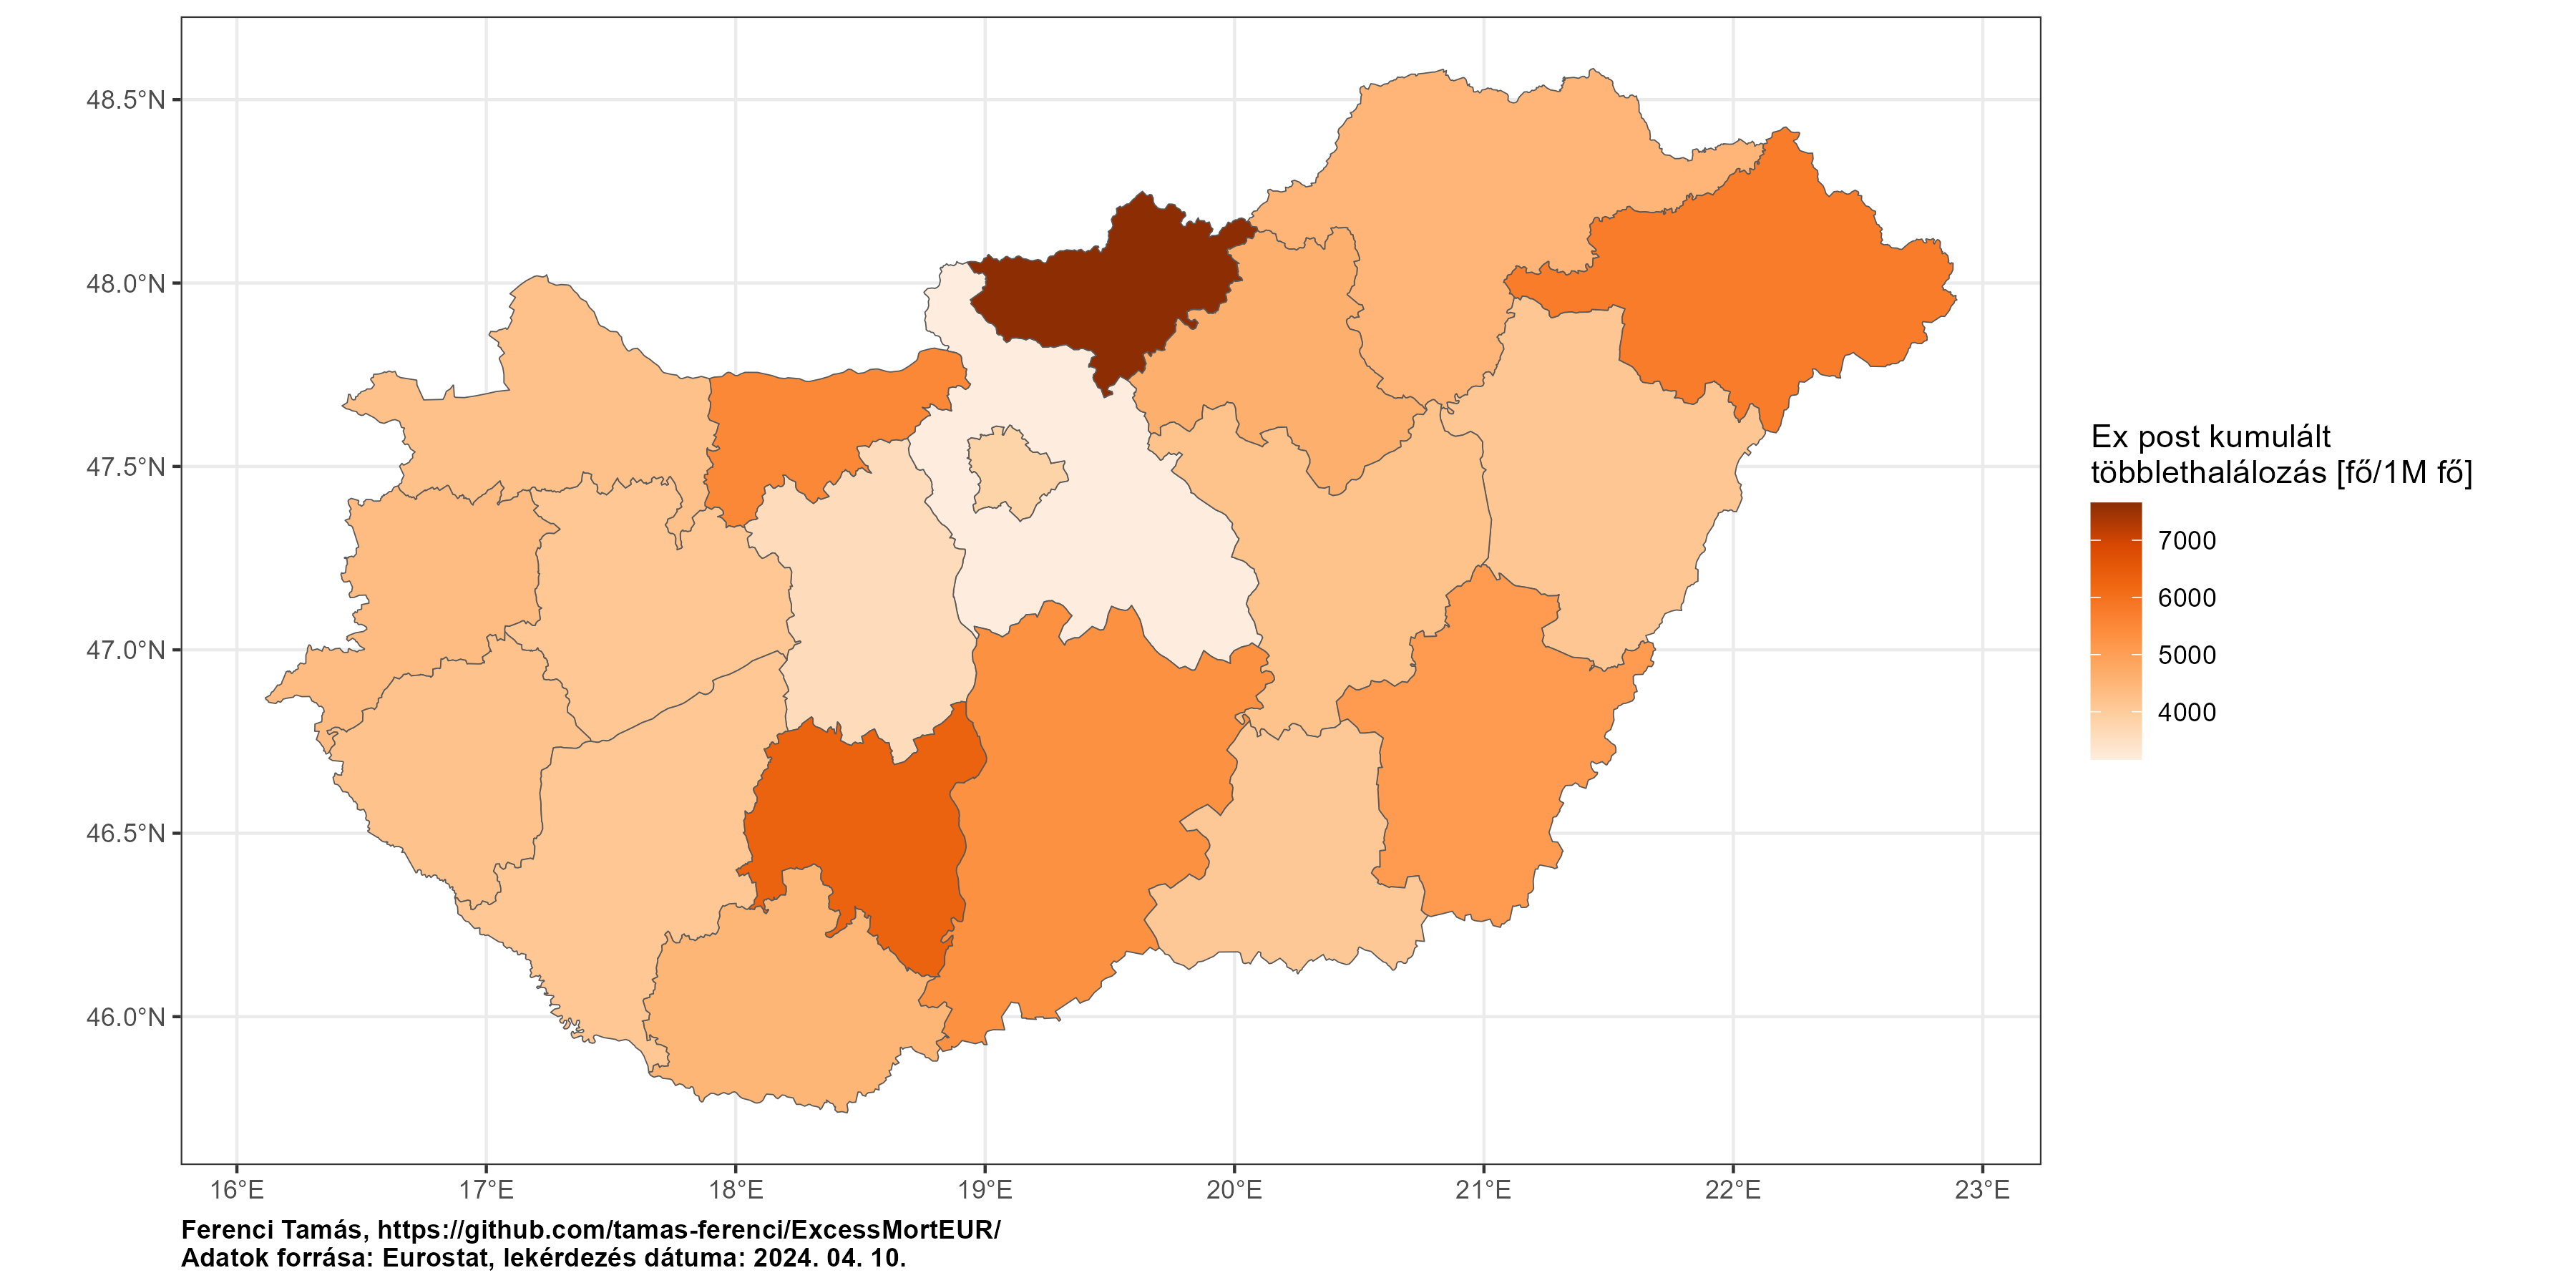 48.5°N
48.0°N
47.5°N
47.0°N
46.5°N
46.0°N
16°E 17°E 18°E 19°E 20°E 21°E 22°E 23°E
Ex post kumulált
többlethalálozás [fő/1M fő]
7000
6000
5000
4000
Ferenci Tamás, https://github.com/tamas-ferenci/ExcessMortEUR/
Adatok forrása: Eurostat, lekérdezés dátuma: 2024. 04. 10.